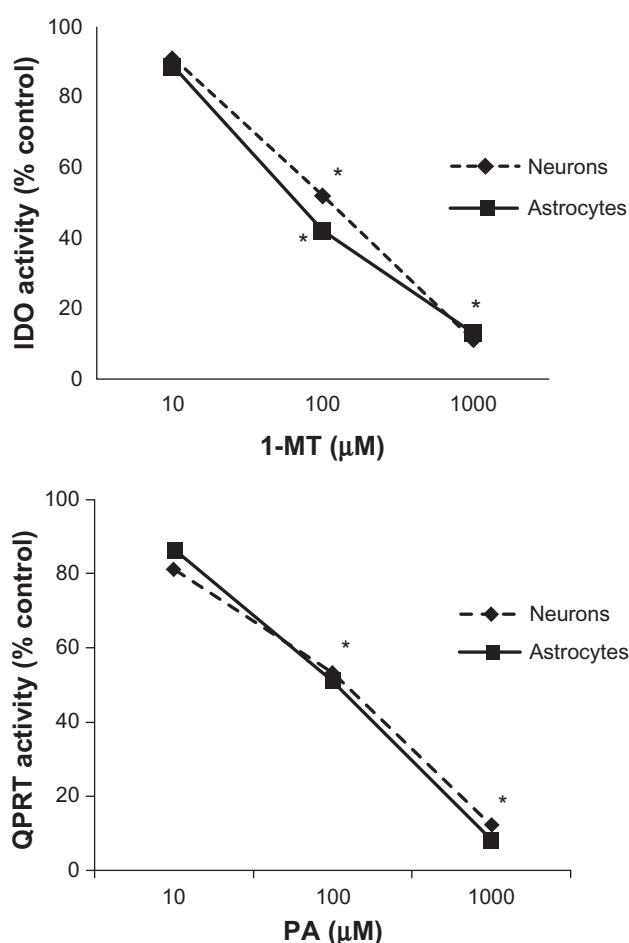 100
80
60
40
20
0
IDO activity (% control)
*
*
*
Neurons
Astrocytes
10 100 1000
1-MT (μM)
100
80
60
40
20
0
QPRT activity (% control)
*
*
Neurons
Astrocytes
10 100 1000
PA (μM)